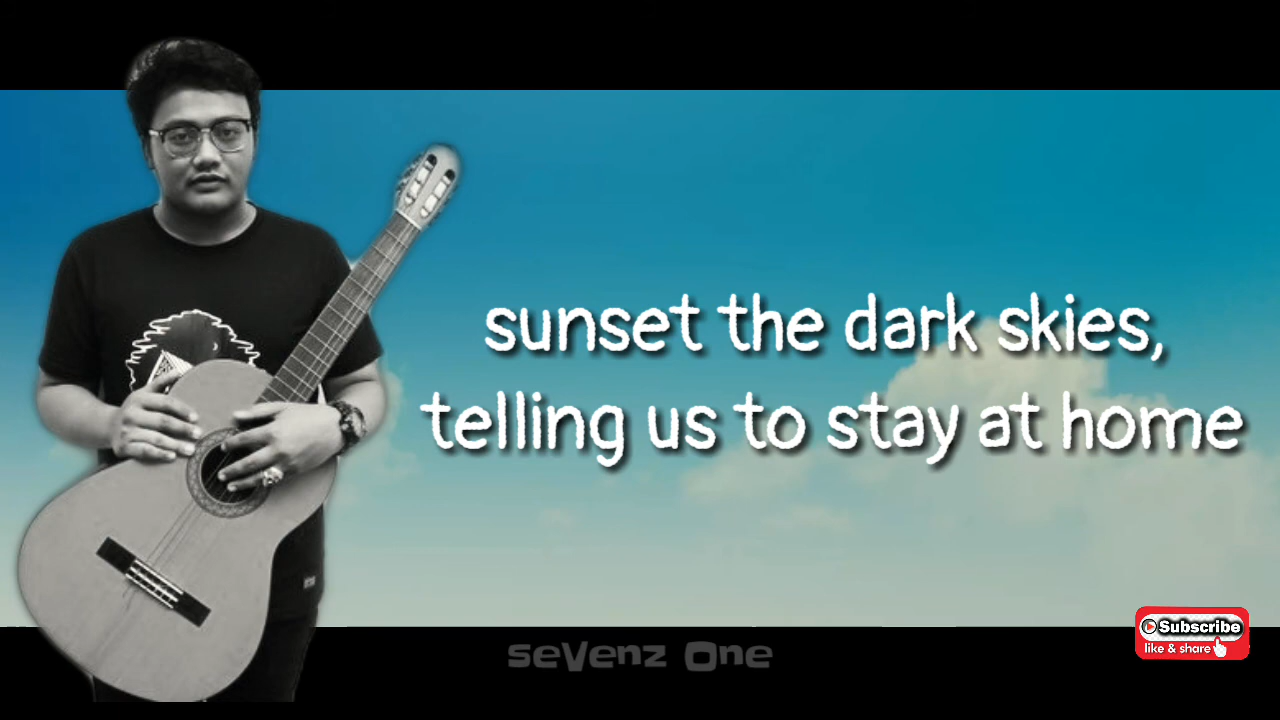 sunset the dark skies,
telling us to stay at home
Subscribe
like & share
seVenz One